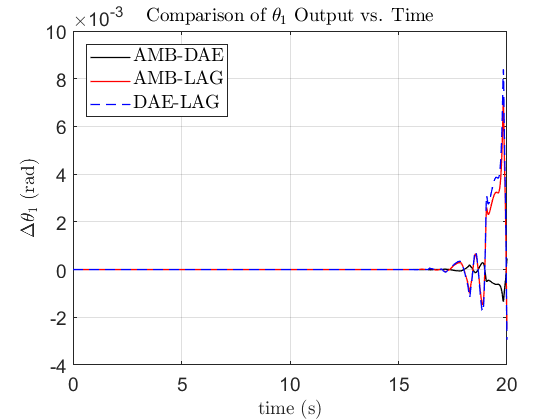 Comparison of θ₁ Output vs. Time
×10⁻³
10
8
6
4
2
0
-2
-4
Δθ₁ (rad)
AMB-DAE
AMB-LAG
DAE-LAG
0 5 10 15 20
time (s)